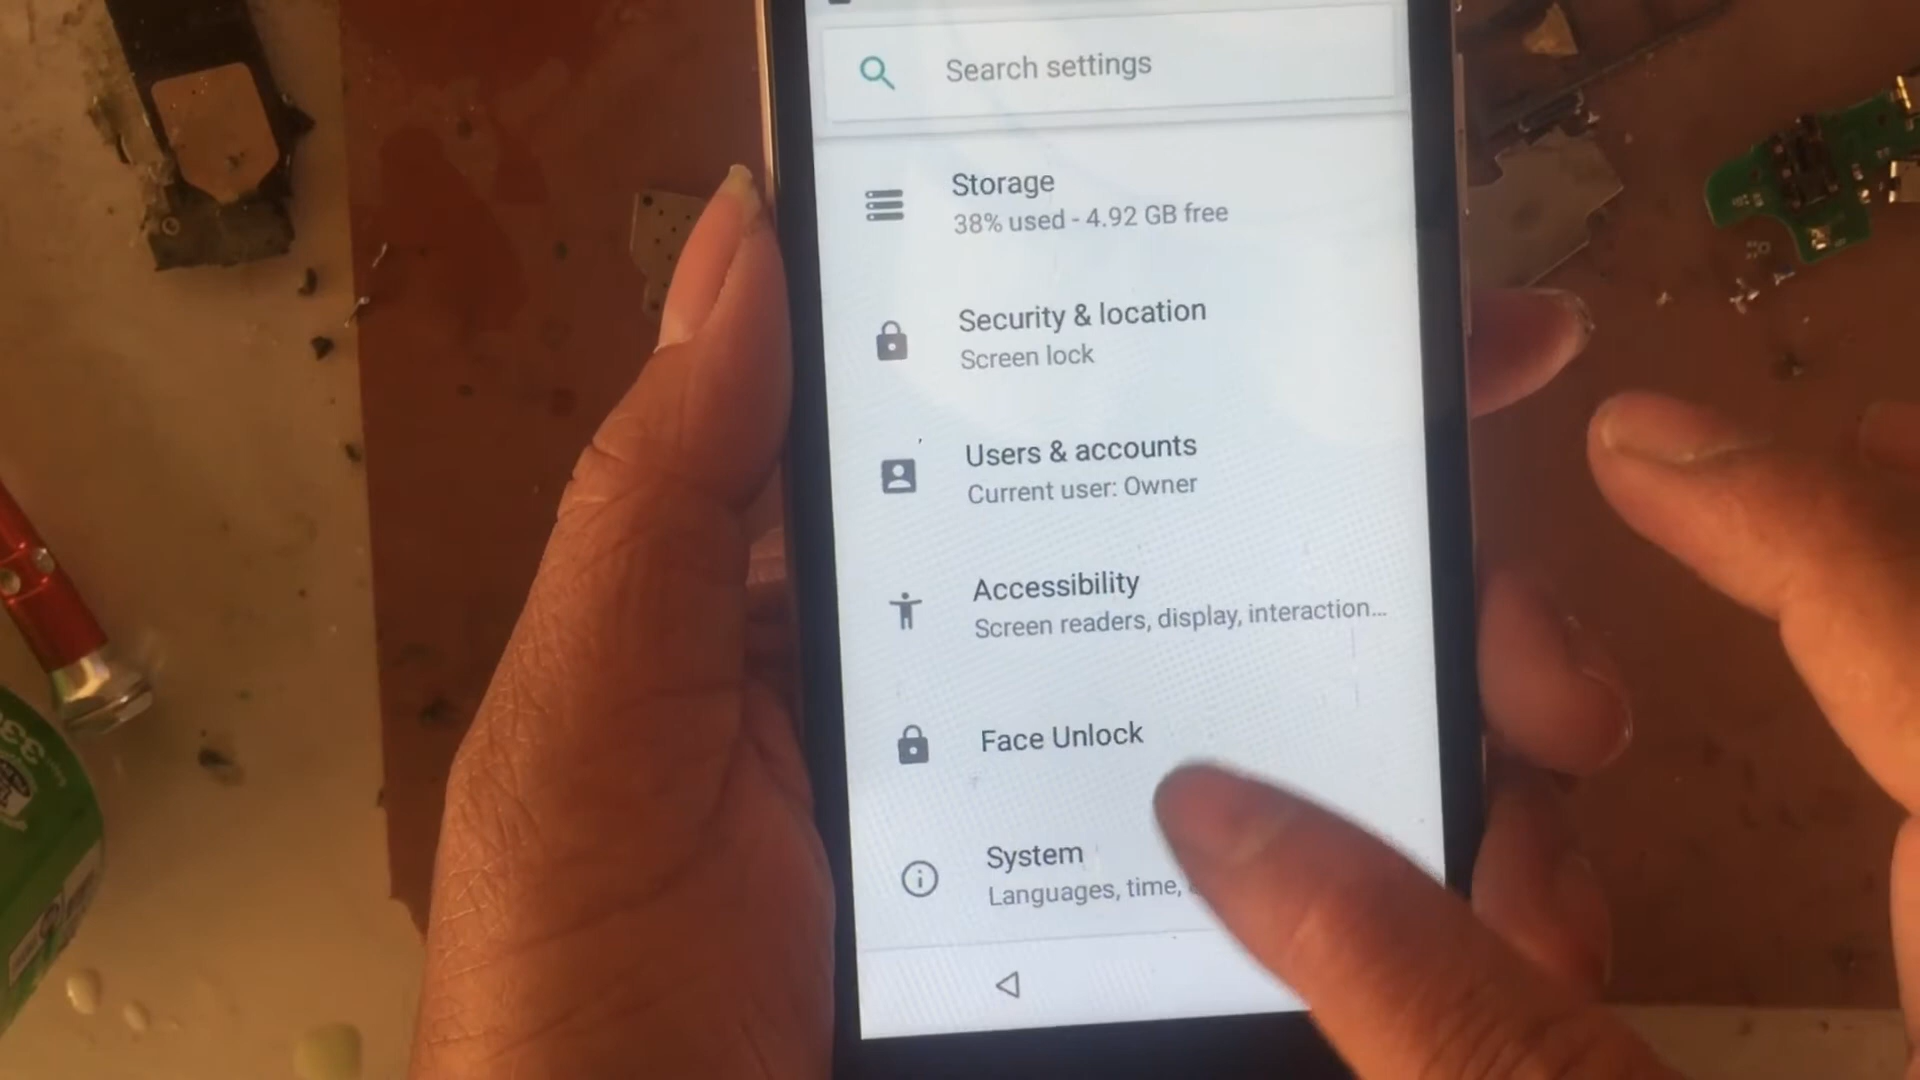 Search settings
Storage
38% used - 4.92 GB free
Security & location
Screen lock
Users & accounts
Current user: Owner
Accessibility
Screen readers, display, interaction...
Face Unlock
System
Languages, time,